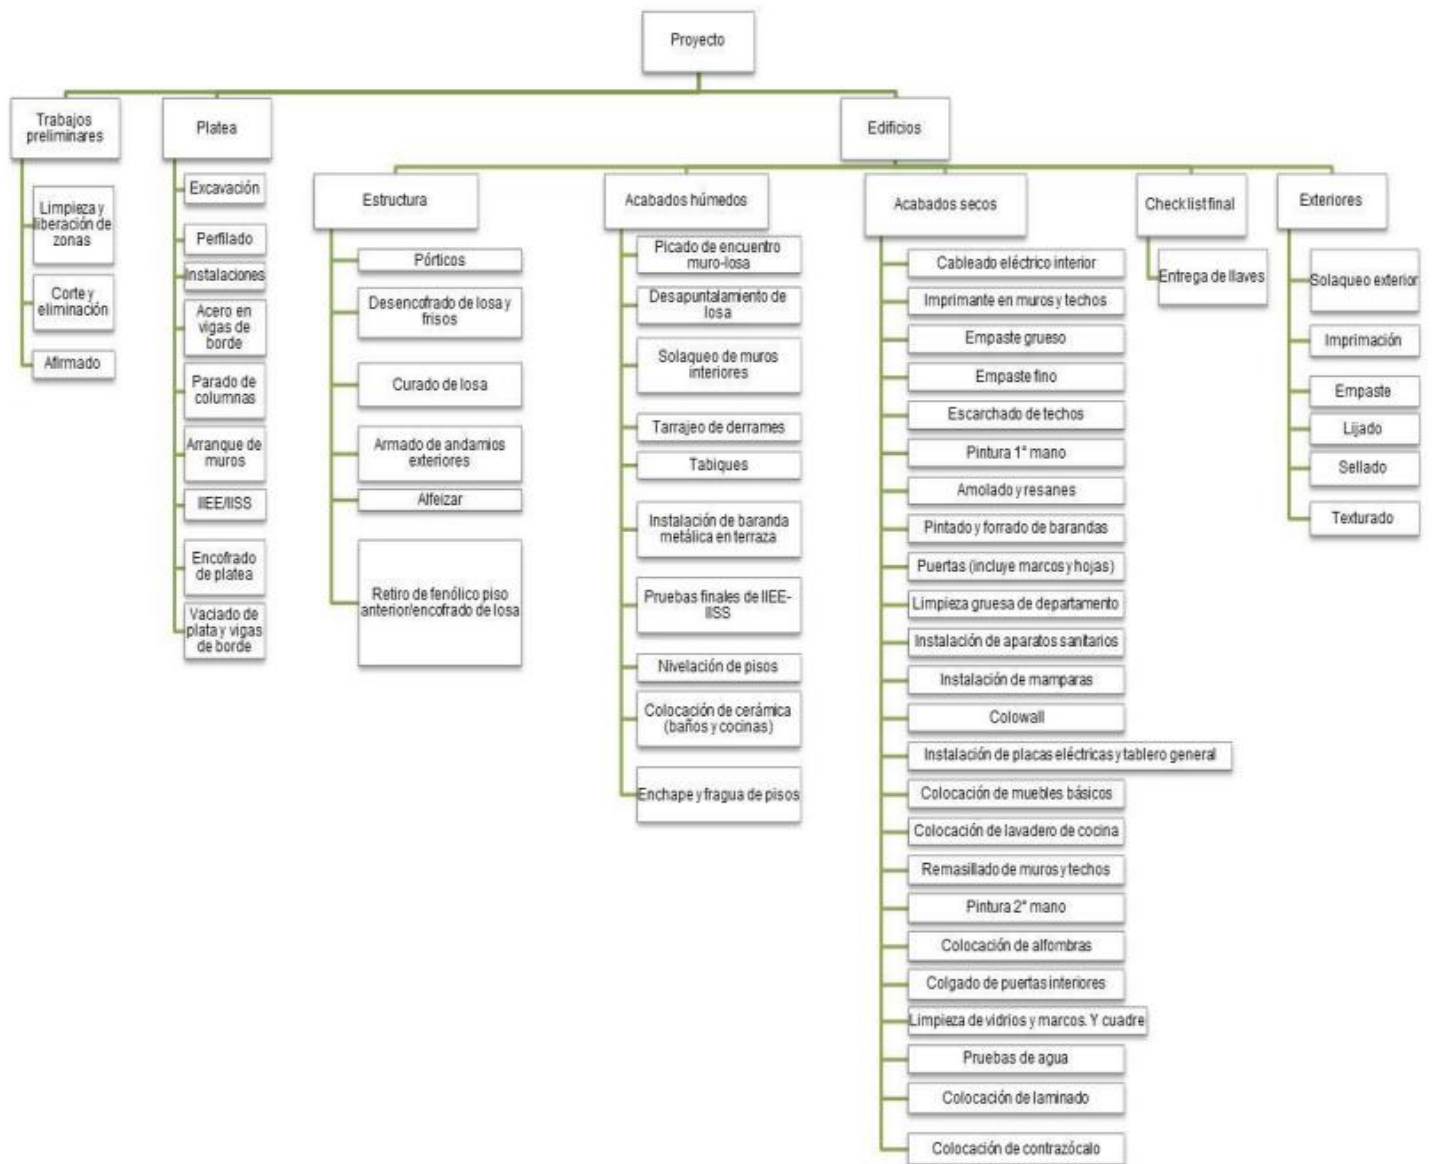 Proyecto
Trabajos
preliminares
Platea
Edificios
Limpieza y
liberación de
zonas
Corte y
eliminación
Afirmado
Excavación
Perfilado
Instalaciones
Acero en
vigas de
borde
Parado de
columnas
Arranque de
muros
IIEE/IISS
Encofrado
de platea
Vaciado de
plata y vigas
de borde
Estructura
Pórticos
Desencofrado de losa y
frisos
Curado de losa
Armado de andamios
exteriores
Alfeizar
Retiro de fenólico piso
anterior/encofrado de losa
Acabados húmedos
Picado de encuentro
muro-losa
Desapuntalamiento de
losa
Solaqueo de muros
interiores
Tarrajeo de derrames
Tabiques
Instalación de baranda
metálica en terraza
Pruebas finales de IIEE-
IISS
Nivelación de pisos
Colocación de cerámica
(baños y cocinas)
Enchape y fragua de pisos
Acabados secos
Cableado eléctrico interior
Imprimante en muros y techos
Empaste grueso
Empaste fino
Escarchado de techos
Pintura 1° mano
Amolado y resanes
Pintado y forrado de barandas
Puertas (incluye marcos y hojas)
Limpieza gruesa de departamento
Instalación de aparatos sanitarios
Instalación de mamparas
Colowall
Instalación de placas eléctricas y tablero general
Colocación de muebles básicos
Colocación de lavadero de cocina
Remasillado de muros y techos
Pintura 2° mano
Colocación de alfombras
Colgado de puertas interiores
Limpieza de vidrios y marcos. Y cuadre
Pruebas de agua
Colocación de laminado
Colocación de contrazócalo
Check list final
Entrega de llaves
Exteriores
Solaqueo exterior
Imprimación
Empaste
Lijado
Sellado
Texturado